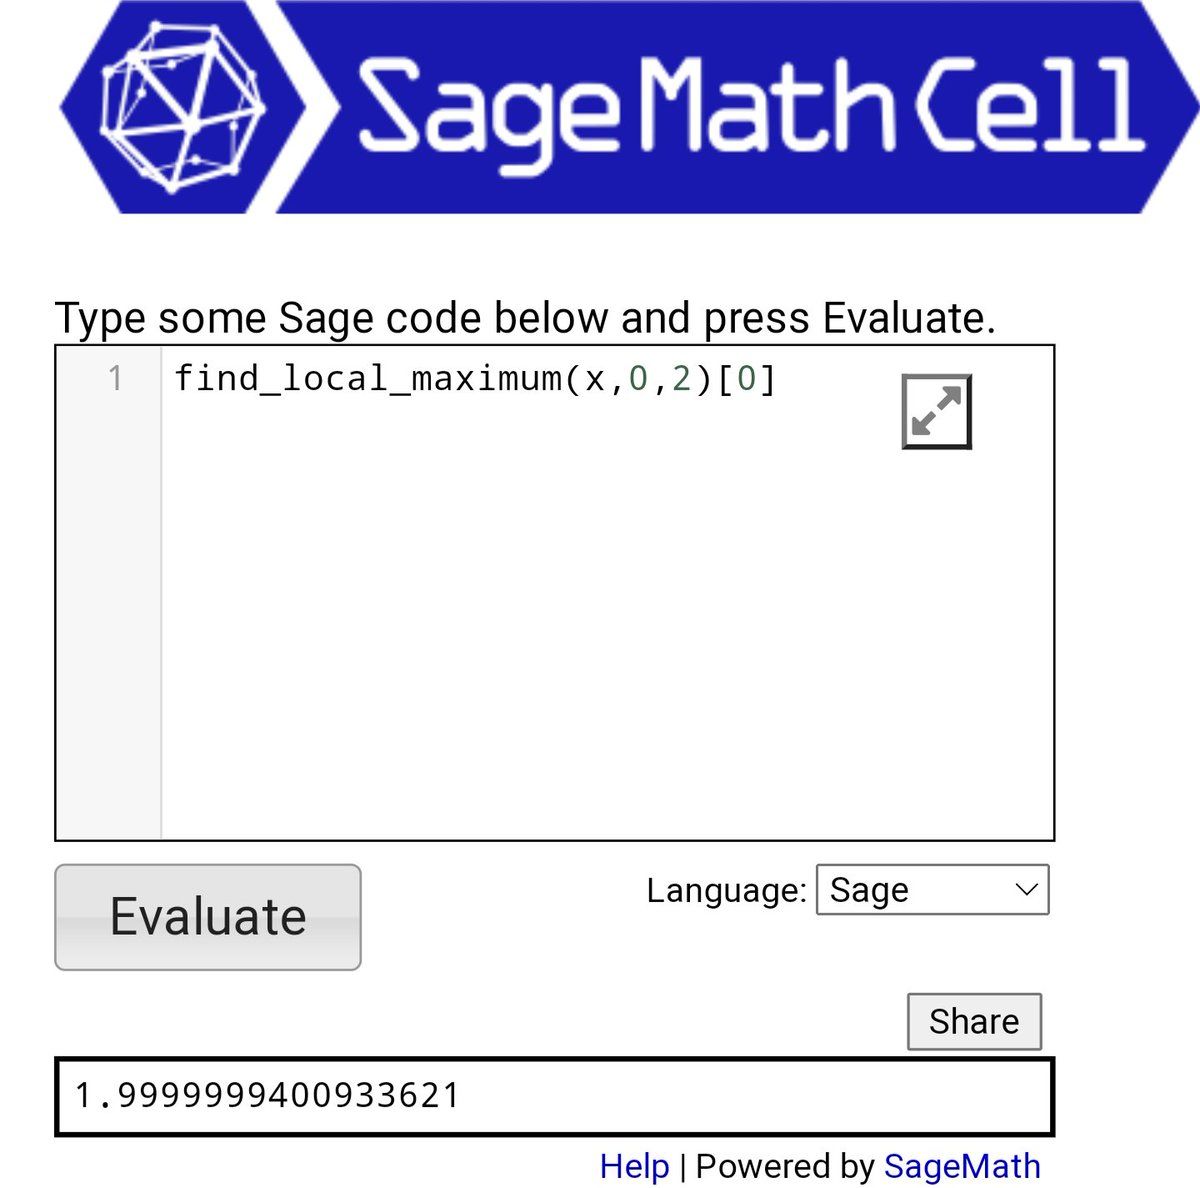 SageMathCell
Type some Sage code below and press Evaluate.
1 find_local_maximum(x,0,2)[0]
Evaluate
Language: Sage
Share
1.9999999400933621
Help | Powered by SageMath